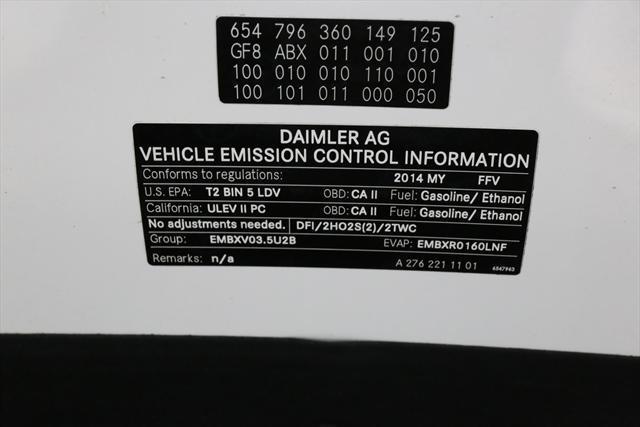 654 796 360 149 125
GF8 ABX 011 001 010
100 010 010 110 001
100 101 011 000 050
DAIMLER AG
VEHICLE EMISSION CONTROL INFORMATION
Conforms to regulations: 2014 MY FFV
U.S. EPA: T2 BIN 5 LDV OBD: CA II Fuel: Gasoline/ Ethanol
California: ULEV II PC OBD: CA II Fuel: Gasoline/ Ethanol
No adjustments needed. DFI/2HO2S(2)/2TWC
Group: EMBXV03.5U2B EVAP: EMBXR0160LNF
Remarks: n/a A 276 221 11 01 6547963